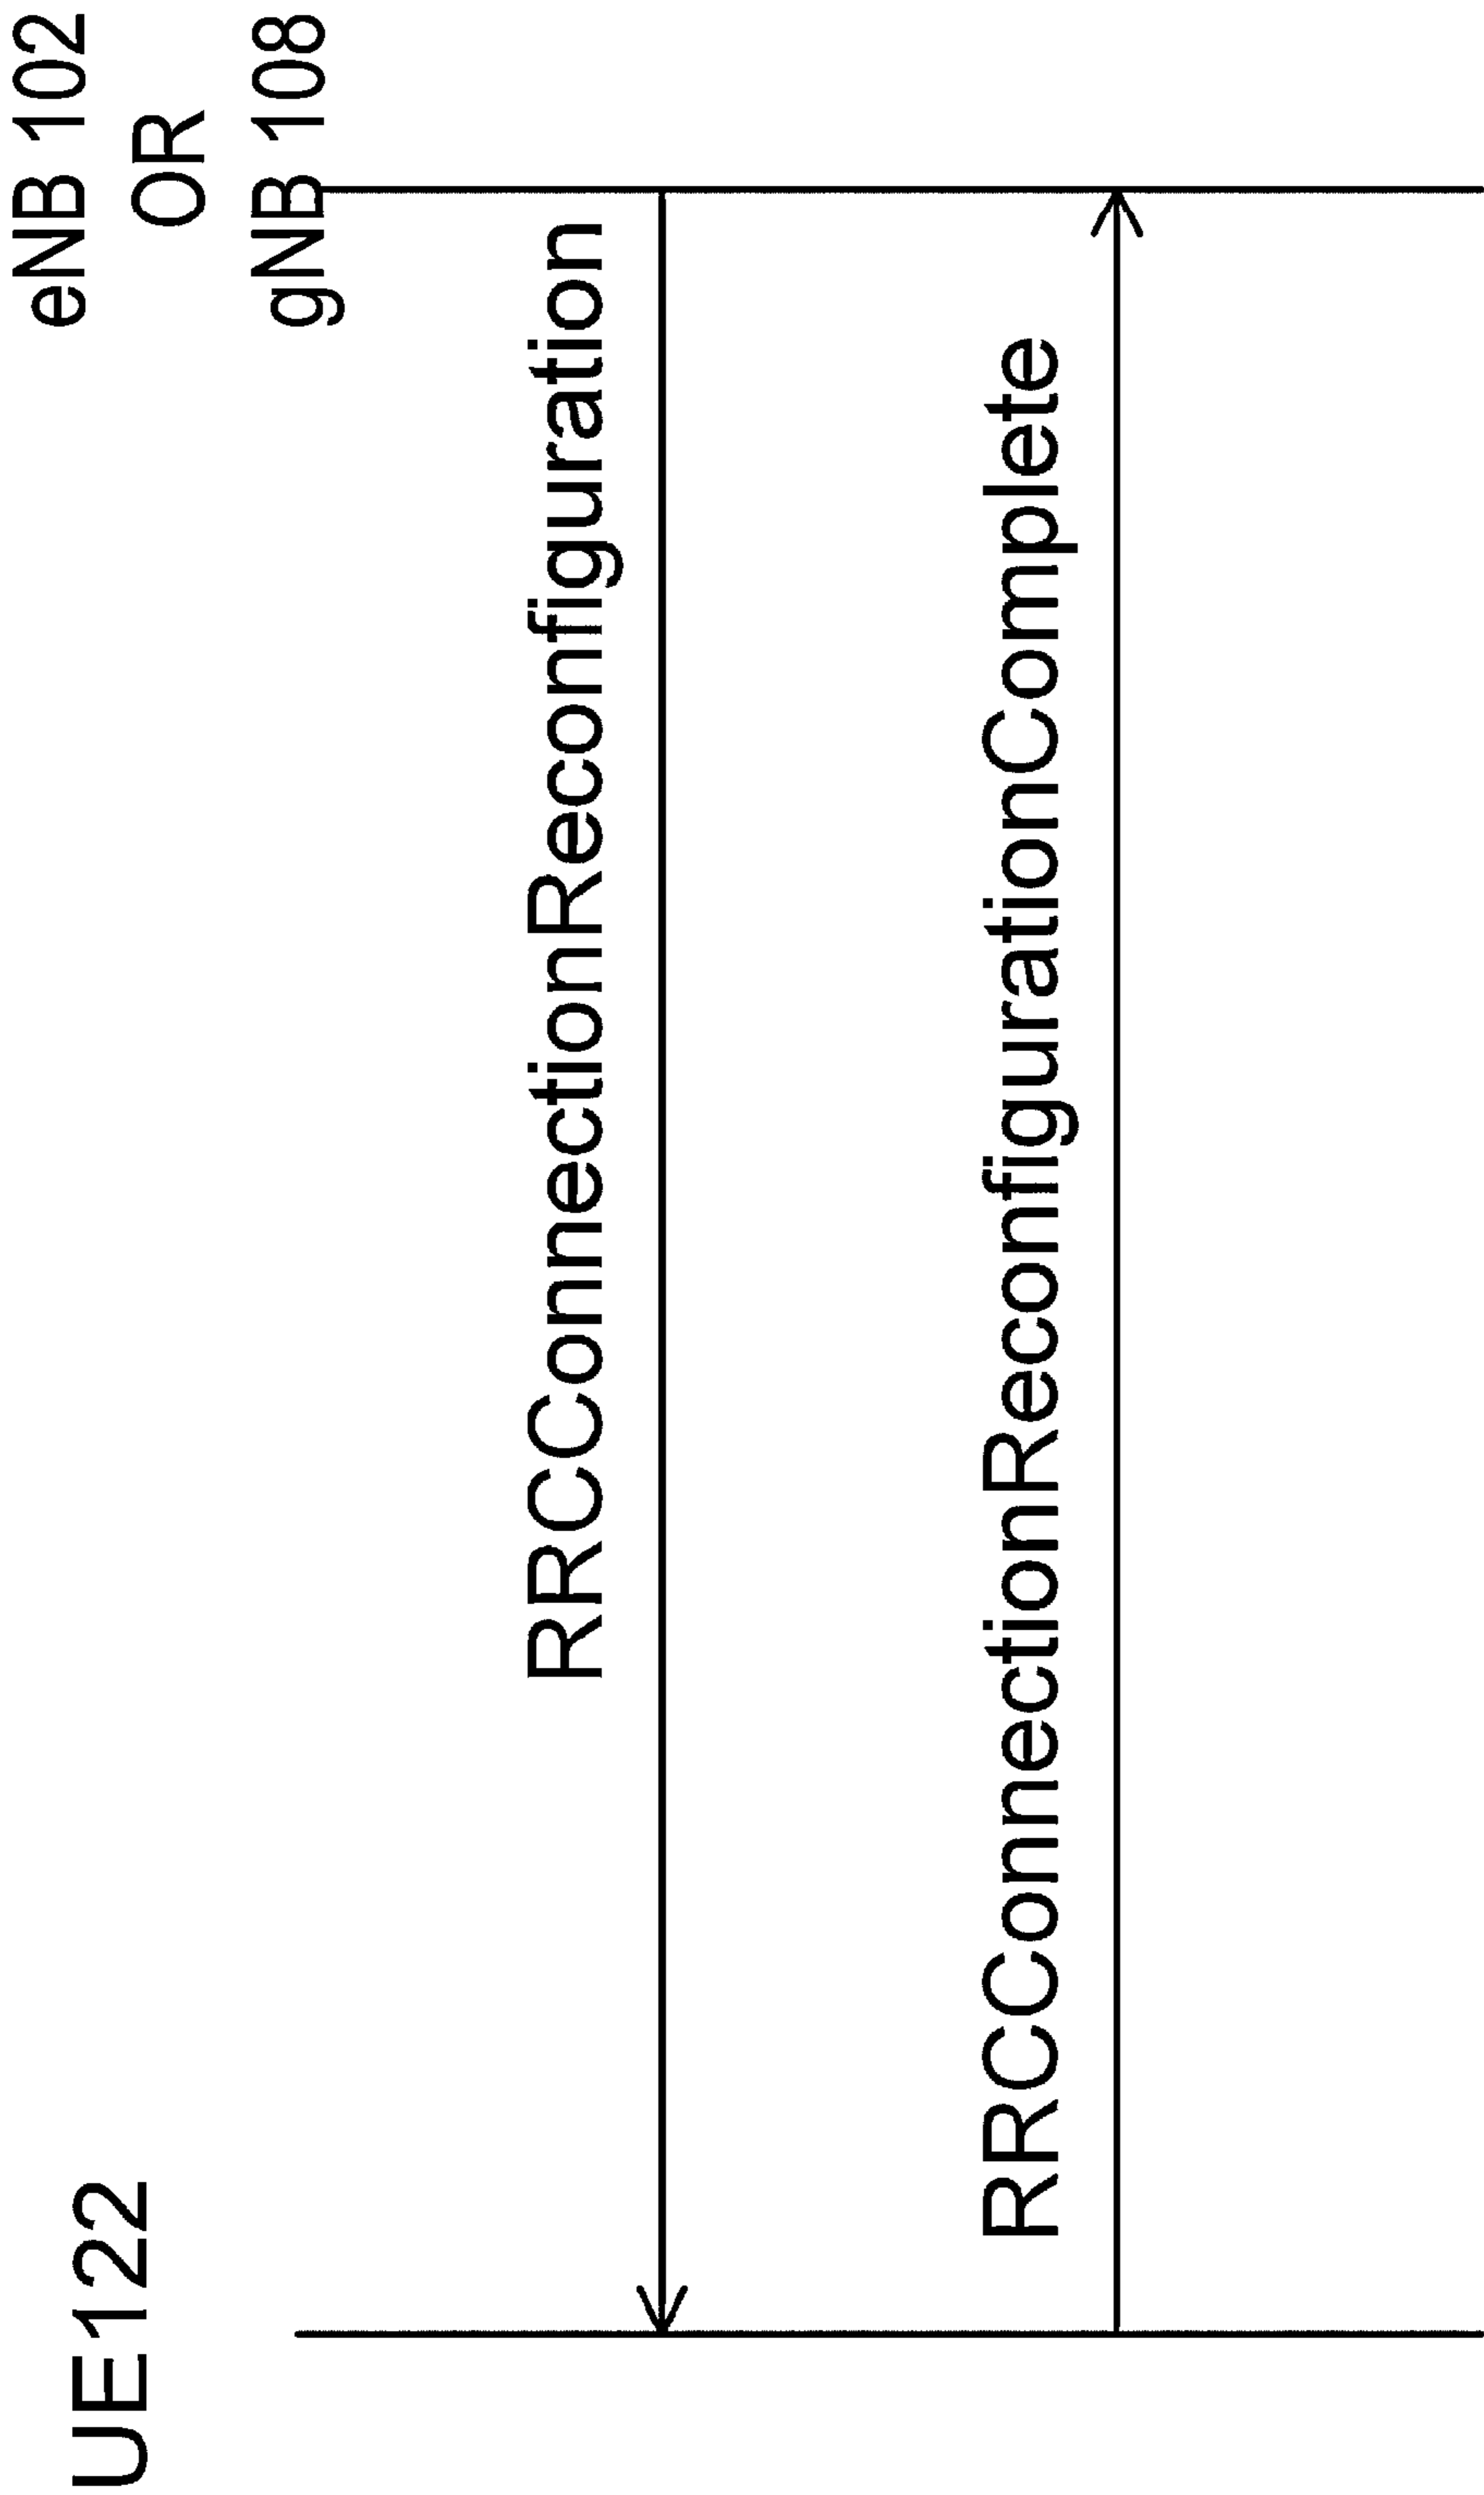 UE122
eNB 102
OR
gNB 108
RRCConnectionReconfiguration
RRCConnectionReconfigurationComplete